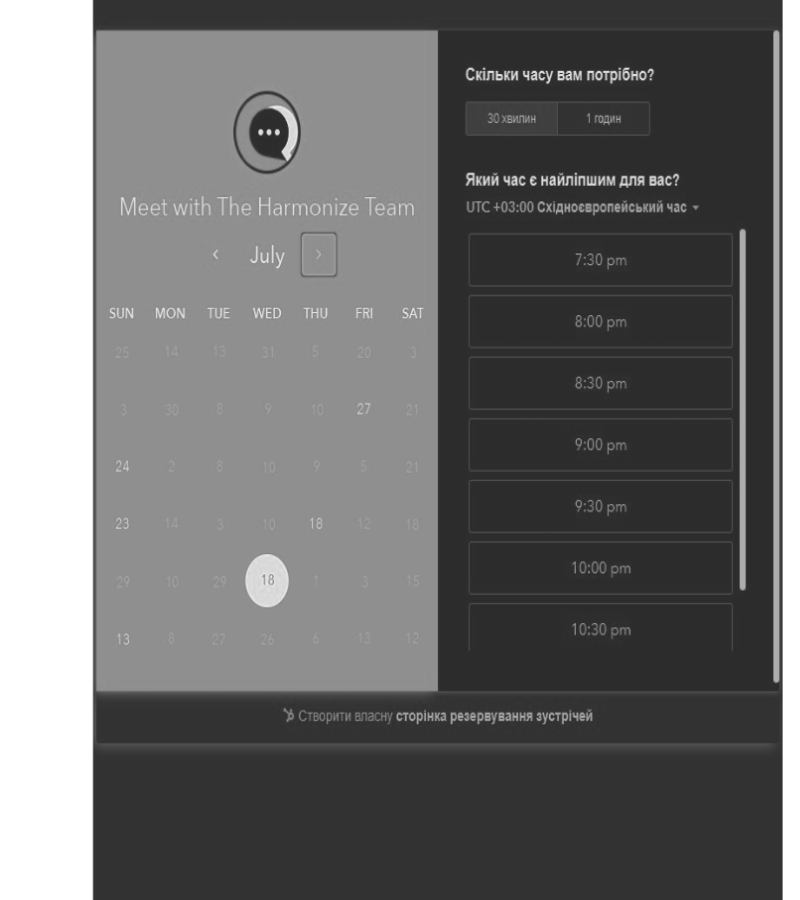 Meet with The Harmonize Team
July
SUN MON TUE WED THU FRI SAT
25 14 13 31 5 20 3
3 30 8 9 10 27 21
24 2 8 10 9 5 21
23 14 3 10 18 12 18
29 10 29 18 1 3 15
13 8 27 26 6 13 12
Скільки часу вам потрібно?
30 хвилин 1 годин
Який час є найліпшим для вас?
UTC +03:00 Східноєвропейський час
7:30 pm
8:00 pm
8:30 pm
9:00 pm
9:30 pm
10:00 pm
10:30 pm
Створити власну сторінка резервування зустрічей